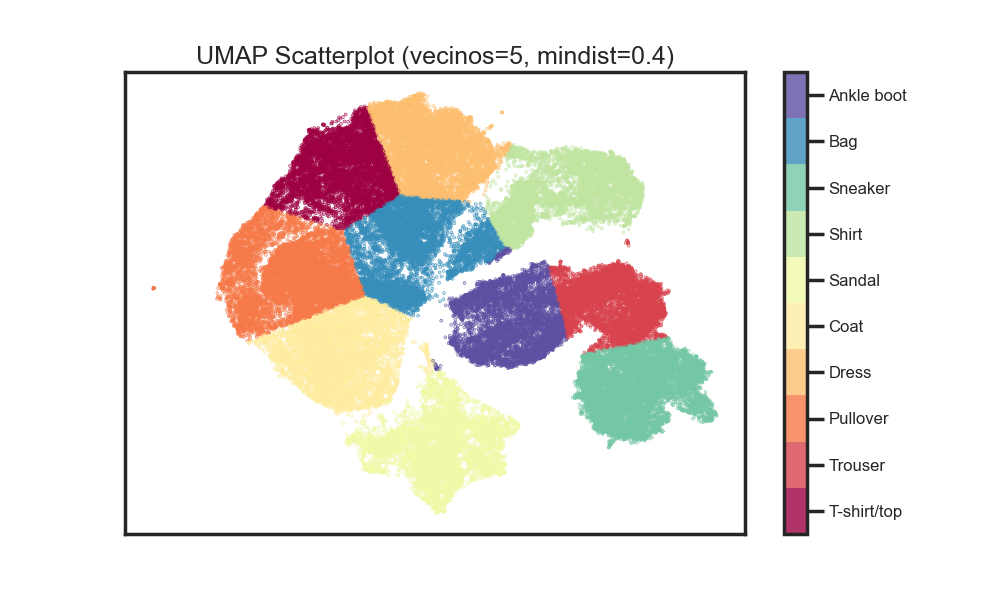 UMAP Scatterplot (vecinos=5, mindist=0.4)
Ankle boot
Bag
Sneaker
Shirt
Sandal
Coat
Dress
Pullover
Trouser
T-shirt/top